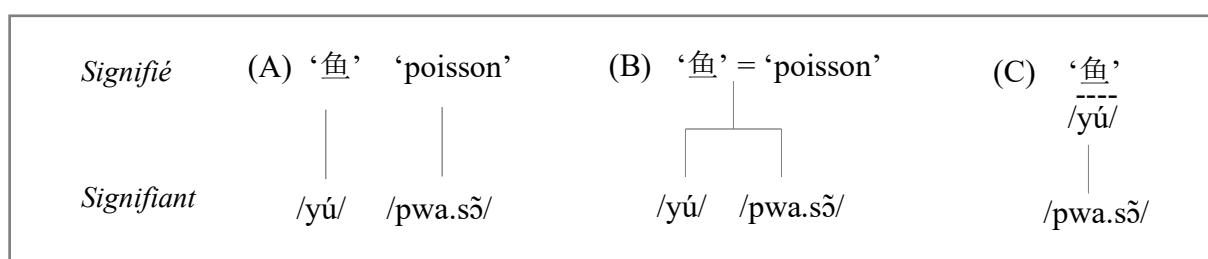 Signifié (A) ‘鱼’ ‘poisson’ (B) ‘鱼’ = ‘poisson’ (C) ‘鱼’
/yú/
Signifiant /yú/ /pwa.sɔ̃/ /yú/ /pwa.sɔ̃/ /pwa.sɔ̃/